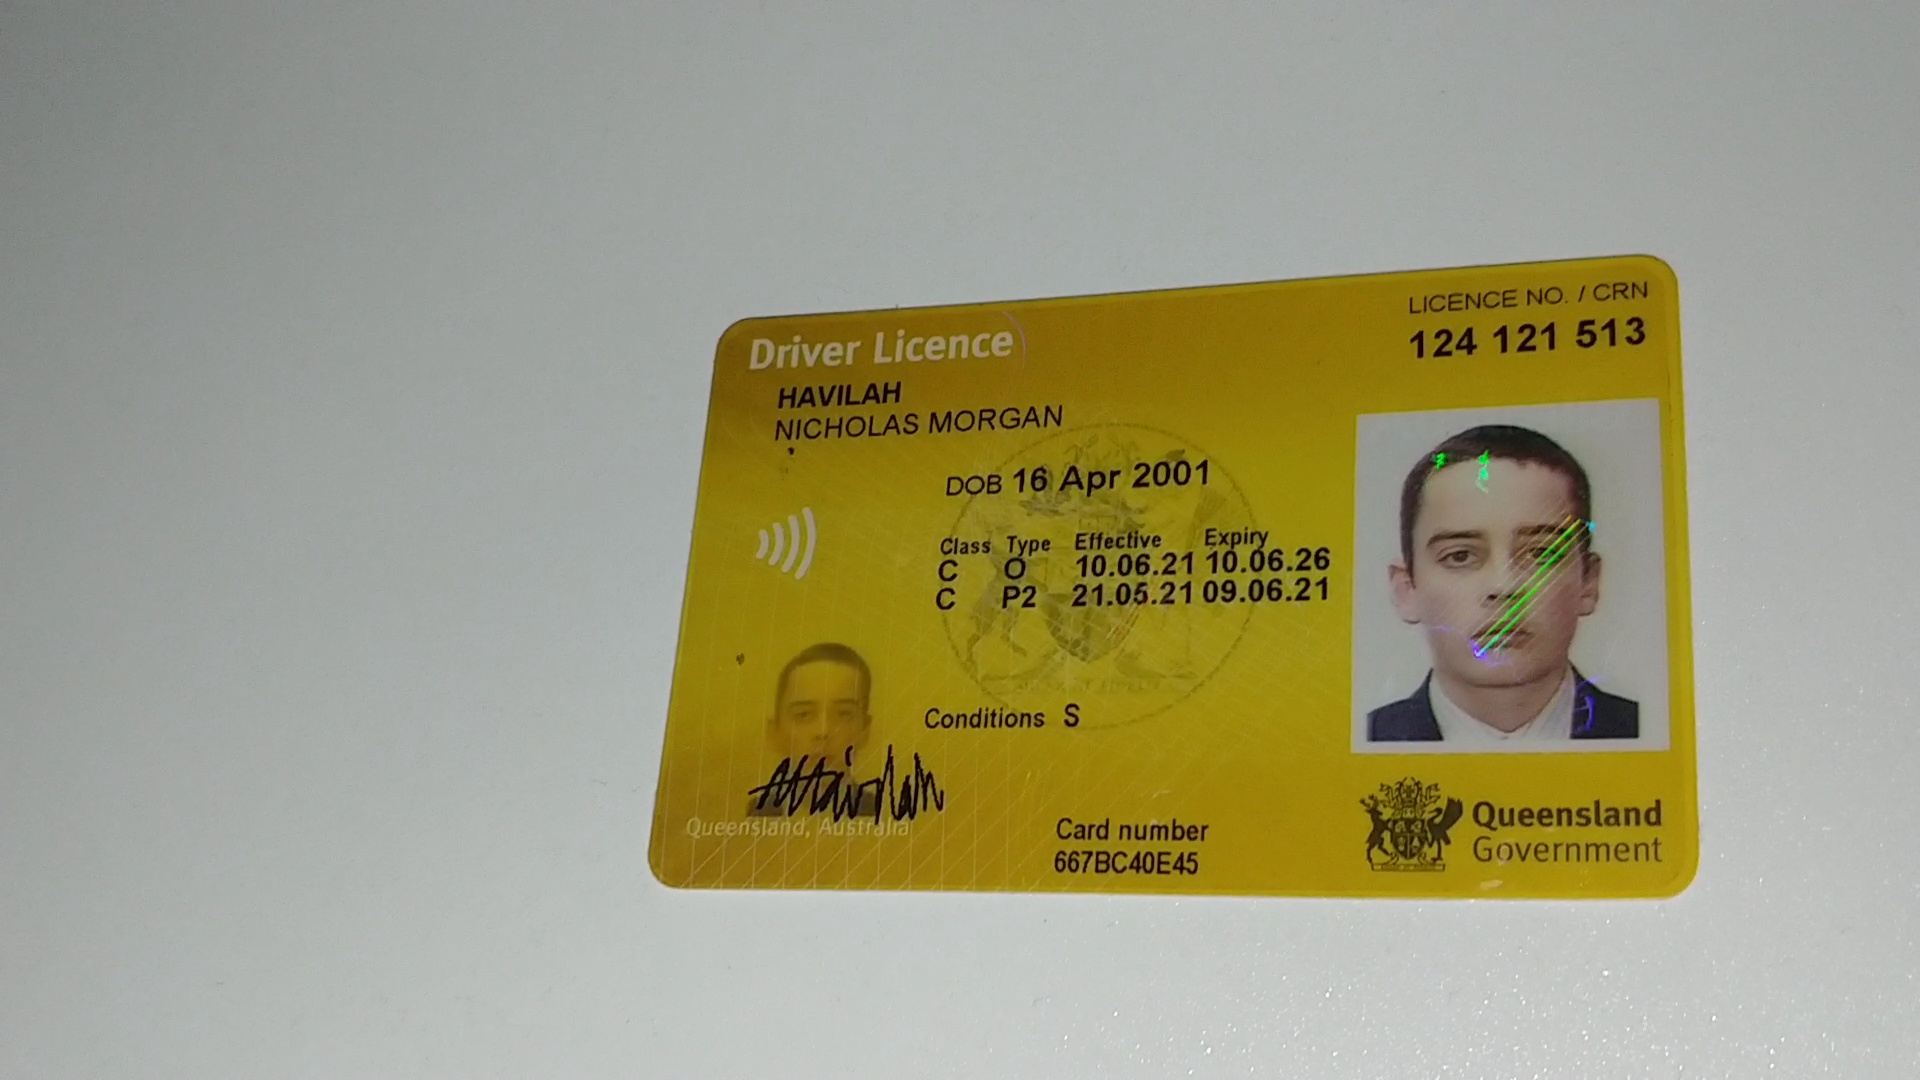 Driver Licence
LICENCE NO. / CRN
124 121 513
HAVILAH
NICHOLAS MORGAN
DOB 16 Apr 2001
Class Type Effective Expiry
C O 10.06.21 10.06.26
C P2 21.05.21 09.06.21
Conditions S
Queensland, Australia
Card number
667BC40E45
Queensland
Government